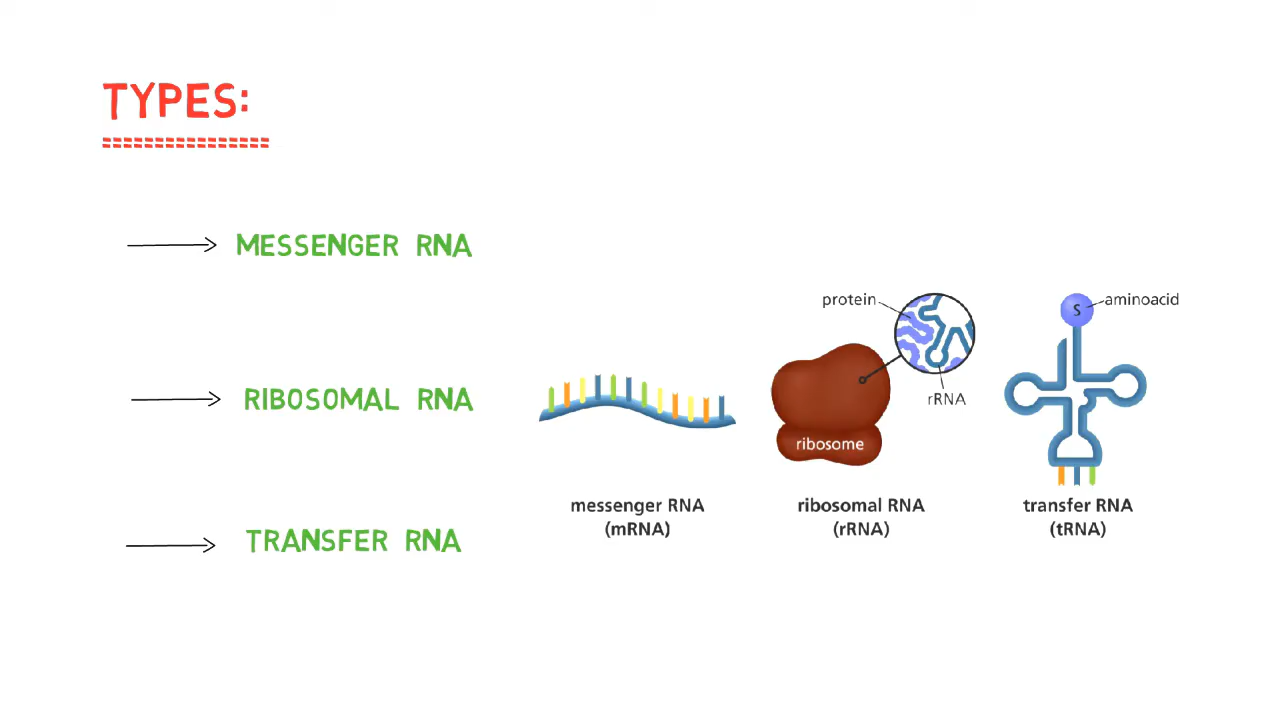 TYPES:
MESSENGER RNA
RIBOSOMAL RNA
TRANSFER RNA
protein
rRNA
ribosome
S
aminoacid
messenger RNA
(mRNA)
ribosomal RNA
(rRNA)
transfer RNA
(tRNA)